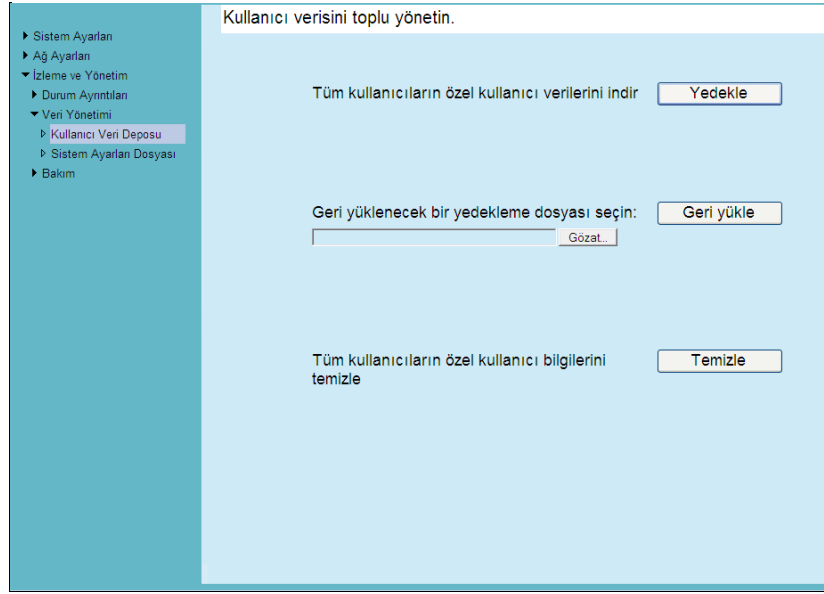 Kullanıcı verisini toplu yönetin.
Sistem Ayarları
Ağ Ayarları
İzleme ve Yönetim
Durum Ayrıntıları
Veri Yönetimi
Kullanıcı Veri Deposu
Sistem Ayarları Dosyası
Bakım
Tüm kullanıcıların özel kullanıcı verilerini indir
Yedekle
Geri yüklenecek bir yedekleme dosyası seçin:
Geri yükle
Gözat...
Tüm kullanıcıların özel kullanıcı bilgilerini
temizle
Temizle